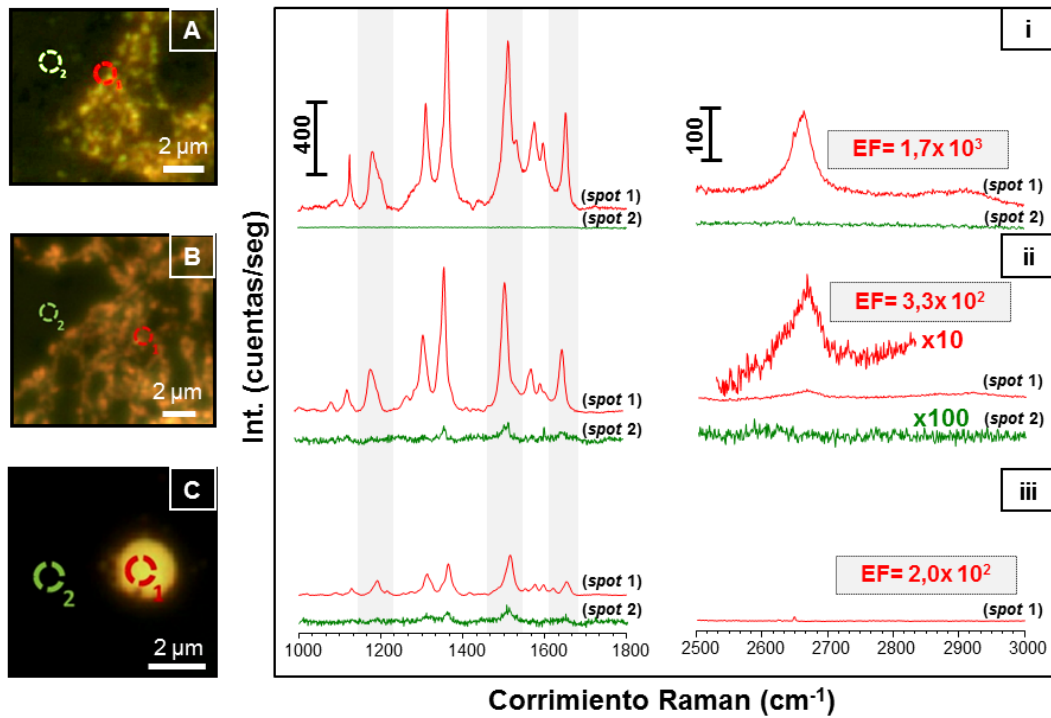 A
2
1
2 µm
B
2
1
2 µm
C
2
1
2 µm
Int. (cuentas/seg)
i
400
100
EF= 1,7x 10³
(spot 1)
(spot 2)
(spot 1)
(spot 2)
ii
EF= 3,3x 10²
x10
(spot 1)
(spot 2)
(spot 1)
x100 (spot 2)
iii
EF= 2,0x 10²
(spot 1)
(spot 2)
(spot 1)
1000 1200 1400 1600 1800
2500 2600 2700 2800 2900 3000
Corrimiento Raman (cm⁻¹)